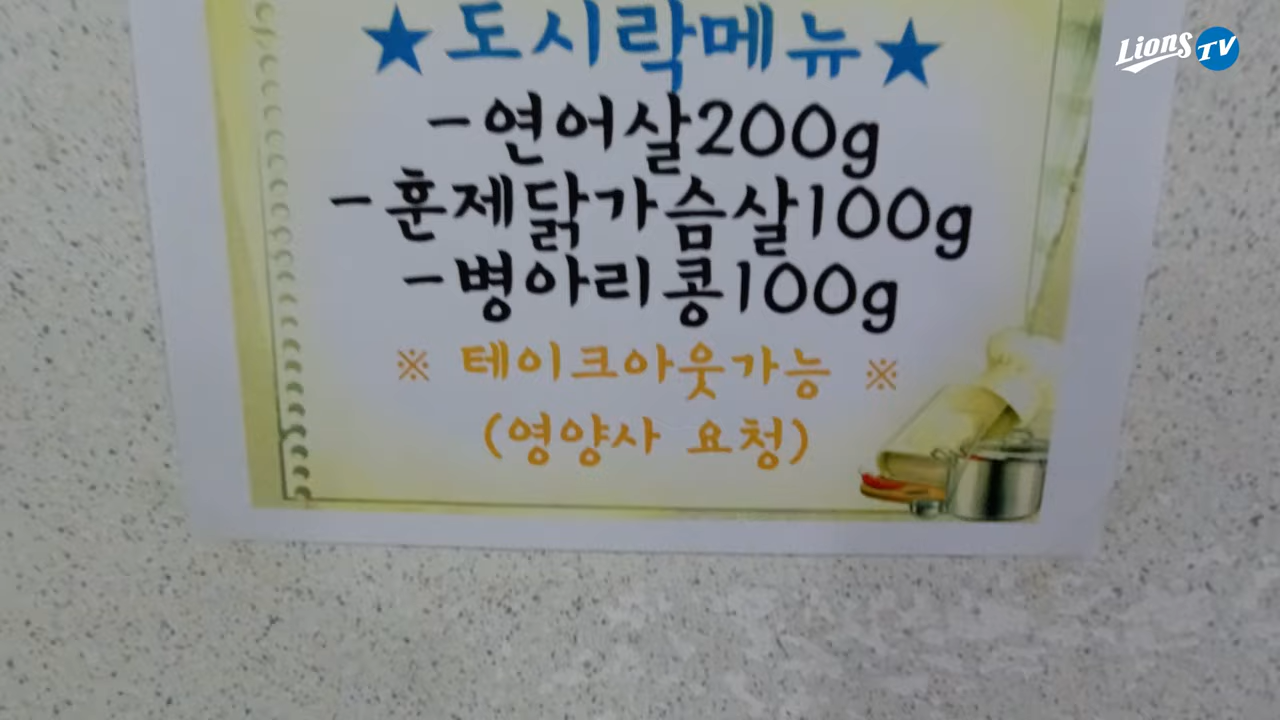 Lions TV
★도시락메뉴★
-연어살200g
-훈제닭가슴살100g
-병아리콩100g
※ 테이크아웃가능 ※
(영양사 요청)